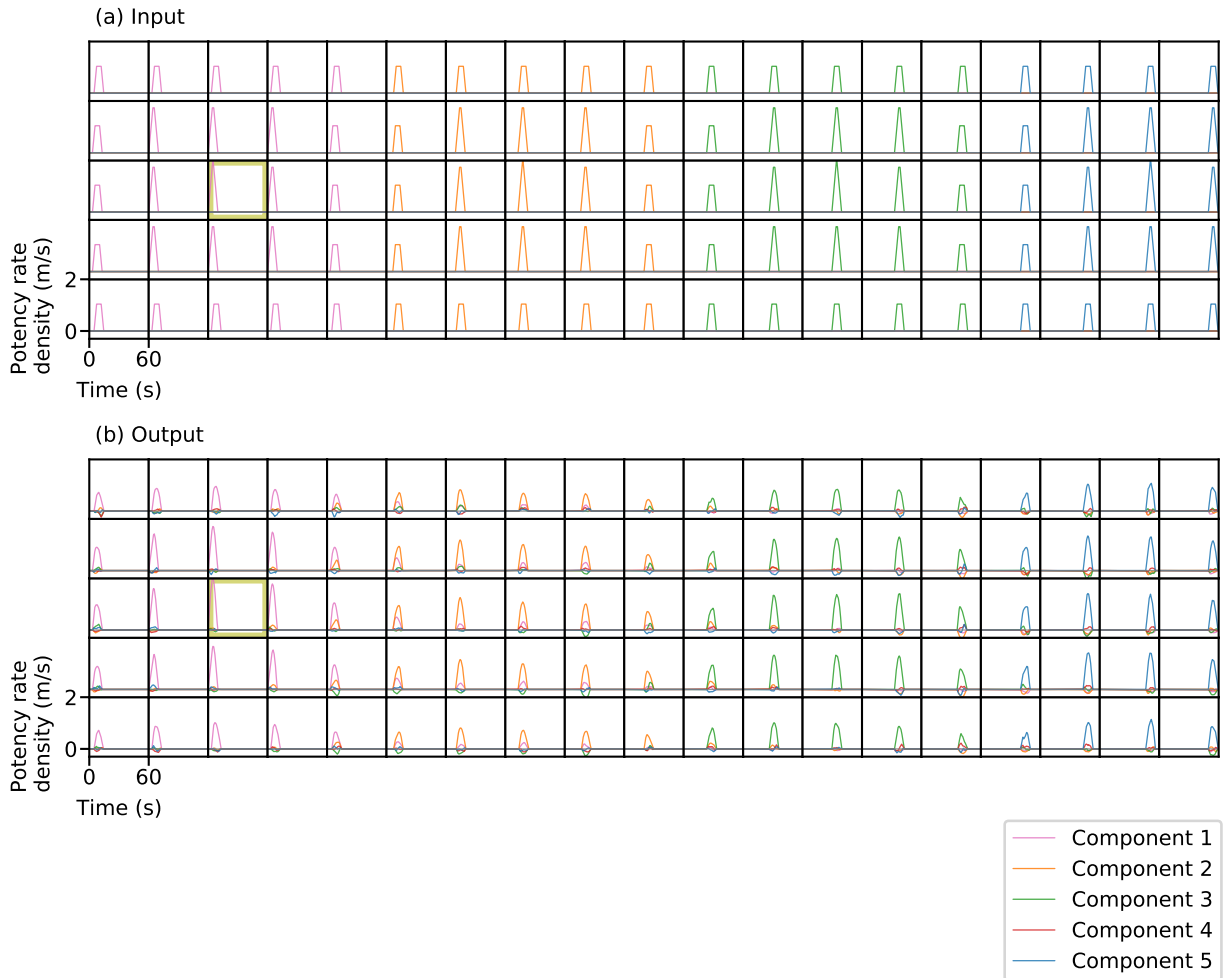 (a) Input
Potency rate
density (m/s)
2
0
0
60
Time (s)
(b) Output
Potency rate
density (m/s)
2
0
0
60
Time (s)
Component 1
Component 2
Component 3
Component 4
Component 5